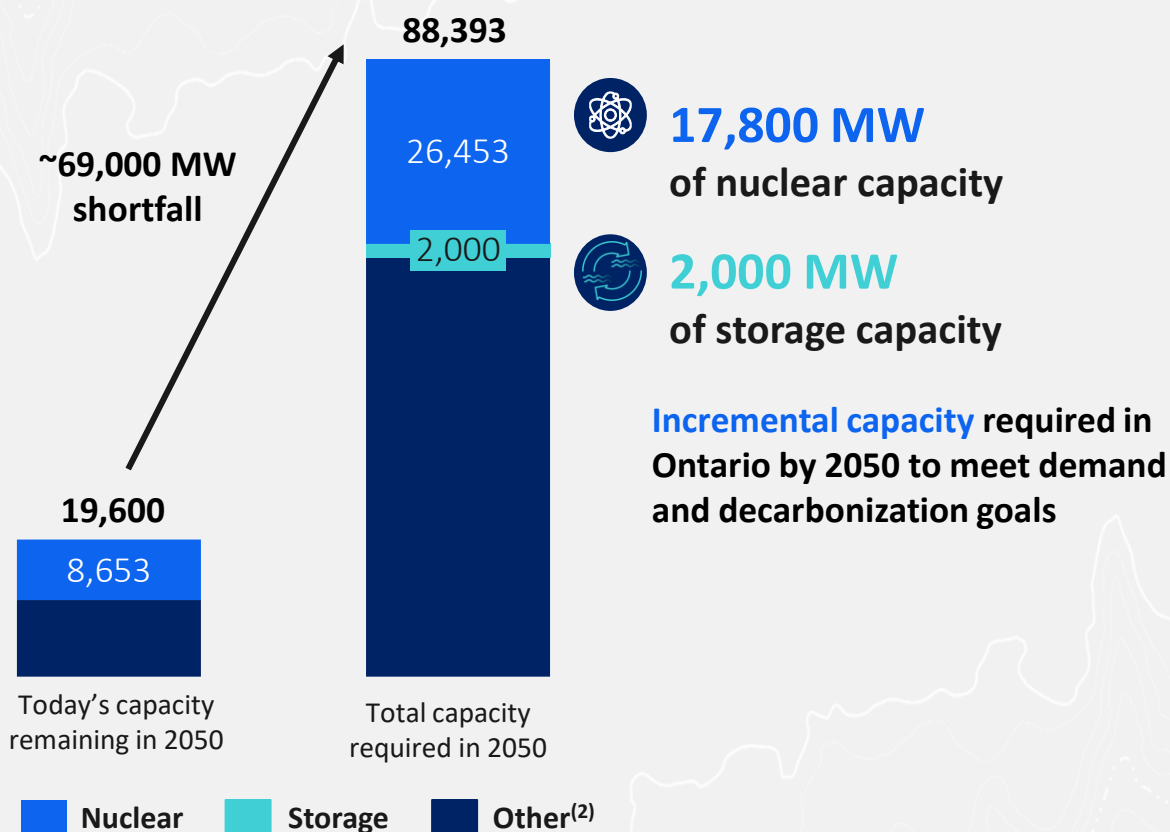 88,393
~69,000 MW
shortfall
26,453
2,000
19,600
8,653
Today's capacity
remaining in 2050
Total capacity
required in 2050
17,800 MW
of nuclear capacity
2,000 MW
of storage capacity
Incremental capacity required in
Ontario by 2050 to meet demand
and decarbonization goals
Nuclear
Storage
Other(2)